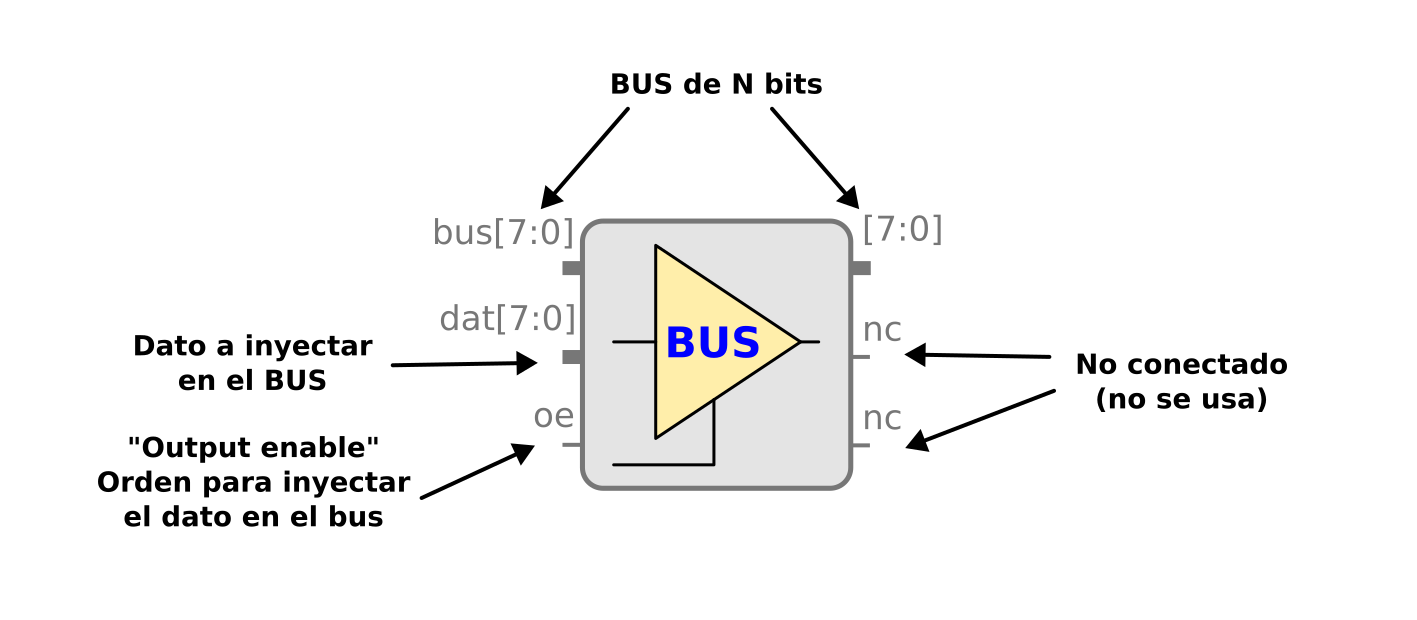 BUS de N bits
bus[7:0]
[7:0]
dat[7:0]
nc
BUS
Dato a inyectar
en el BUS
No conectado
(no se usa)
oe
nc
"Output enable"
Orden para inyectar
el dato en el bus